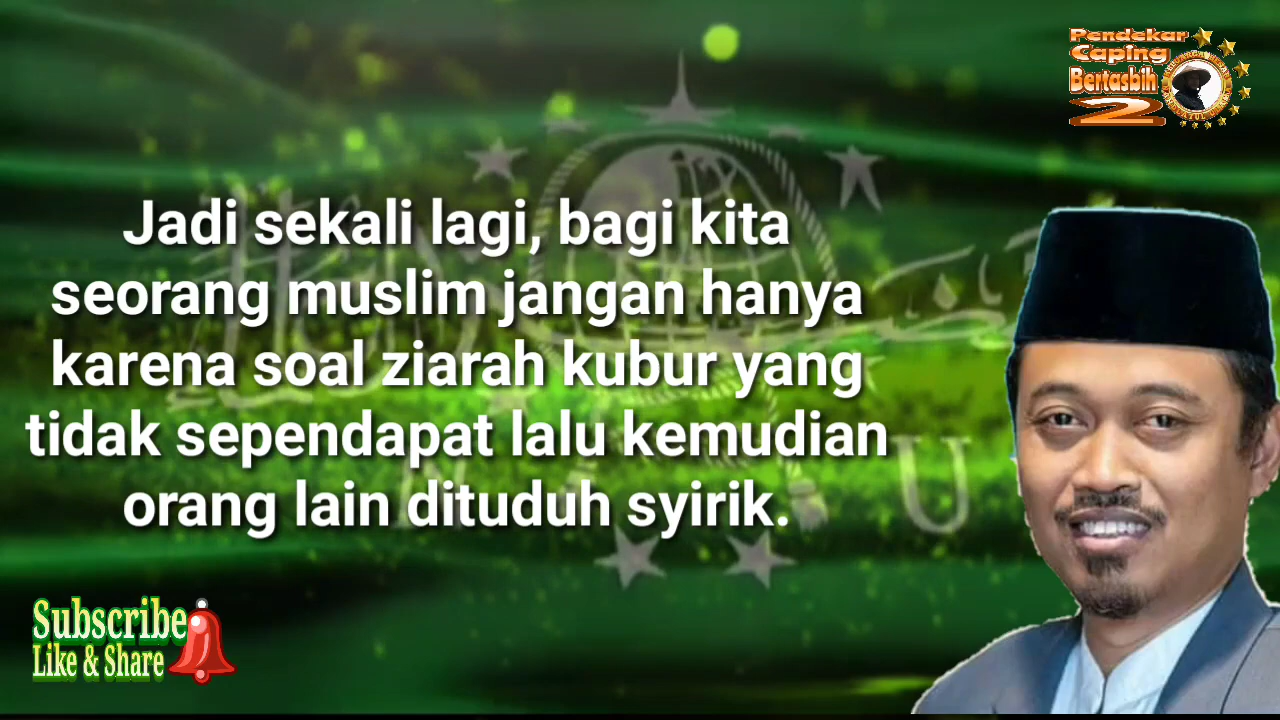 Pendekar
Caping
Bertasbih
2
Jadi sekali lagi, bagi kita
seorang muslim jangan hanya
karena soal ziarah kubur yang
tidak sependapat lalu kemudian
orang lain dituduh syirik.
N U
Subscribe
Like & Share